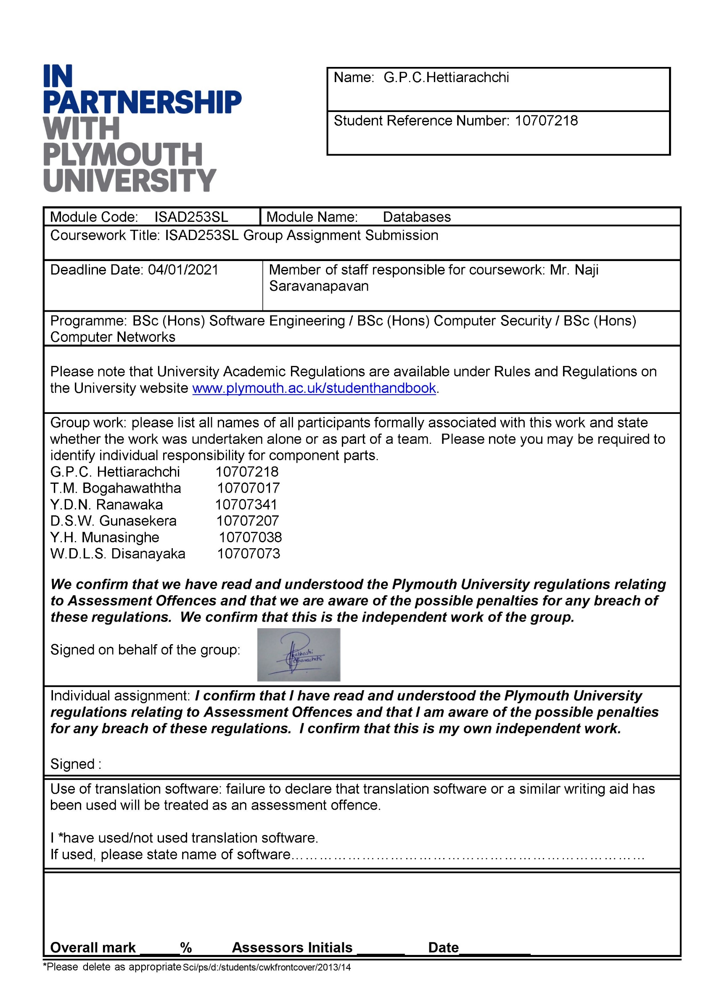 IN
PARTNERSHIP
WITH
PLYMOUTH
UNIVERSITY
Name: G.P.C.Hettiarachchi
Student Reference Number: 10707218
Module Code: ISAD253SL Module Name: Databases
Coursework Title: ISAD253SL Group Assignment Submission
Deadline Date: 04/01/2021
Member of staff responsible for coursework: Mr. Naji
Saravanapavan
Programme: BSc (Hons) Software Engineering / BSc (Hons) Computer Security / BSc (Hons)
Computer Networks
Please note that University Academic Regulations are available under Rules and Regulations on
the University website www.plymouth.ac.uk/studenthandbook.
Group work: please list all names of all participants formally associated with this work and state
whether the work was undertaken alone or as part of a team. Please note you may be required to
identify individual responsibility for component parts.
G.P.C. Hettiarachchi 10707218
T.M. Bogahawaththa 10707017
Y.D.N. Ranawaka 10707341
D.S.W. Gunasekera 10707207
Y.H. Munasinghe 10707038
W.D.L.S. Disanayaka 10707073
We confirm that we have read and understood the Plymouth University regulations relating
to Assessment Offences and that we are aware of the possible penalties for any breach of
these regulations. We confirm that this is the independent work of the group.
Signed on behalf of the group:
Prabhashi
Hettiarachchi
Individual assignment: I confirm that I have read and understood the Plymouth University
regulations relating to Assessment Offences and that I am aware of the possible penalties
for any breach of these regulations. I confirm that this is my own independent work.
Signed :
Use of translation software: failure to declare that translation software or a similar writing aid has
been used will be treated as an assessment offence.
I *have used/not used translation software.
If used, please state name of software…………………………………………………………………
Overall mark _____% Assessors Initials ______ Date_________
*Please delete as appropriate Sci/ps/d:/students/cwkfrontcover/2013/14